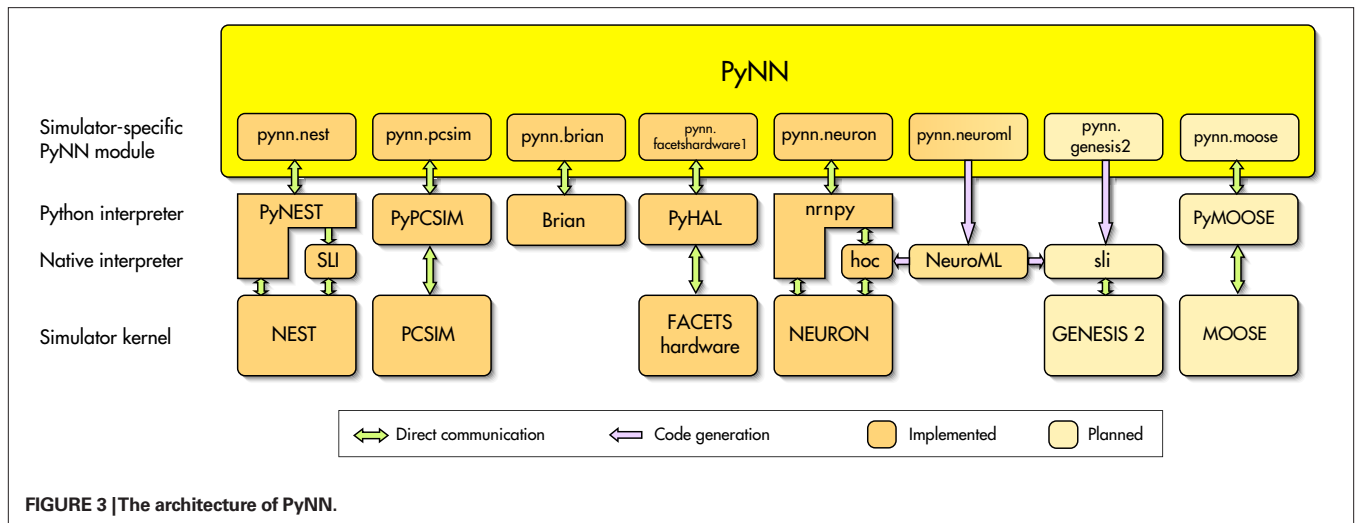 PyNN
Simulator-specific
PyNN module
pynn.nest
pynn.pcsim
pynn.brian
pynn.
facetshardware1
pynn.neuron
pynn.neuroml
pynn.
genesis2
pynn.moose
Python interpreter
PyNEST
PyPCSIM
Brian
PyHAL
nrnpy
PyMOOSE
Native interpreter
SLI
hoc
NeuroML
sli
Simulator kernel
NEST
PCSIM
FACETS
hardware
NEURON
GENESIS 2
MOOSE
Direct communication
Code generation
Implemented
Planned
FIGURE 3 | The architecture of PyNN.